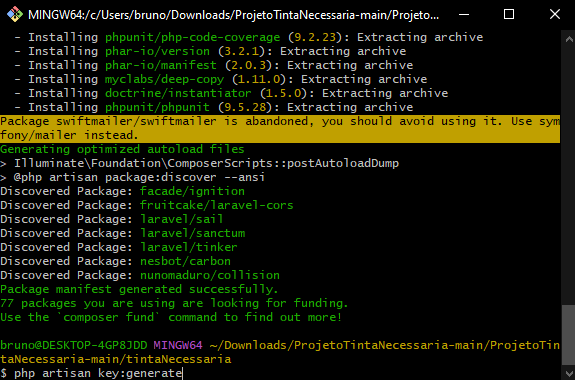 MINGW64:/c/Users/bruno/Downloads/ProjetoTintaNecessaria-main/Projeto...
- Installing phpunit/php-code-coverage (9.2.23): Extracting archive
- Installing phar-io/version (3.2.1): Extracting archive
- Installing phar-io/manifest (2.0.3): Extracting archive
- Installing myclabs/deep-copy (1.11.0): Extracting archive
- Installing doctrine/instantiator (1.5.0): Extracting archive
- Installing phpunit/phpunit (9.5.28): Extracting archive
Package swiftmailer/swiftmailer is abandoned, you should avoid using it. Use sym
fony/mailer instead.
Generating optimized autoload files
> Illuminate\Foundation\ComposerScripts::postAutoloadDump
> @php artisan package:discover --ansi
Discovered Package: facade/ignition
Discovered Package: fruitcake/laravel-cors
Discovered Package: laravel/sail
Discovered Package: laravel/sanctum
Discovered Package: laravel/tinker
Discovered Package: nesbot/carbon
Discovered Package: nunomaduro/collision
Package manifest generated successfully.
77 packages you are using are looking for funding.
Use the `composer fund` command to find out more!
bruno@DESKTOP-4GP8JDD MINGW64 ~/Downloads/ProjetoTintaNecessaria-main/ProjetoTin
taNecessaria-main/tintaNecessaria
$ php artisan key:generate